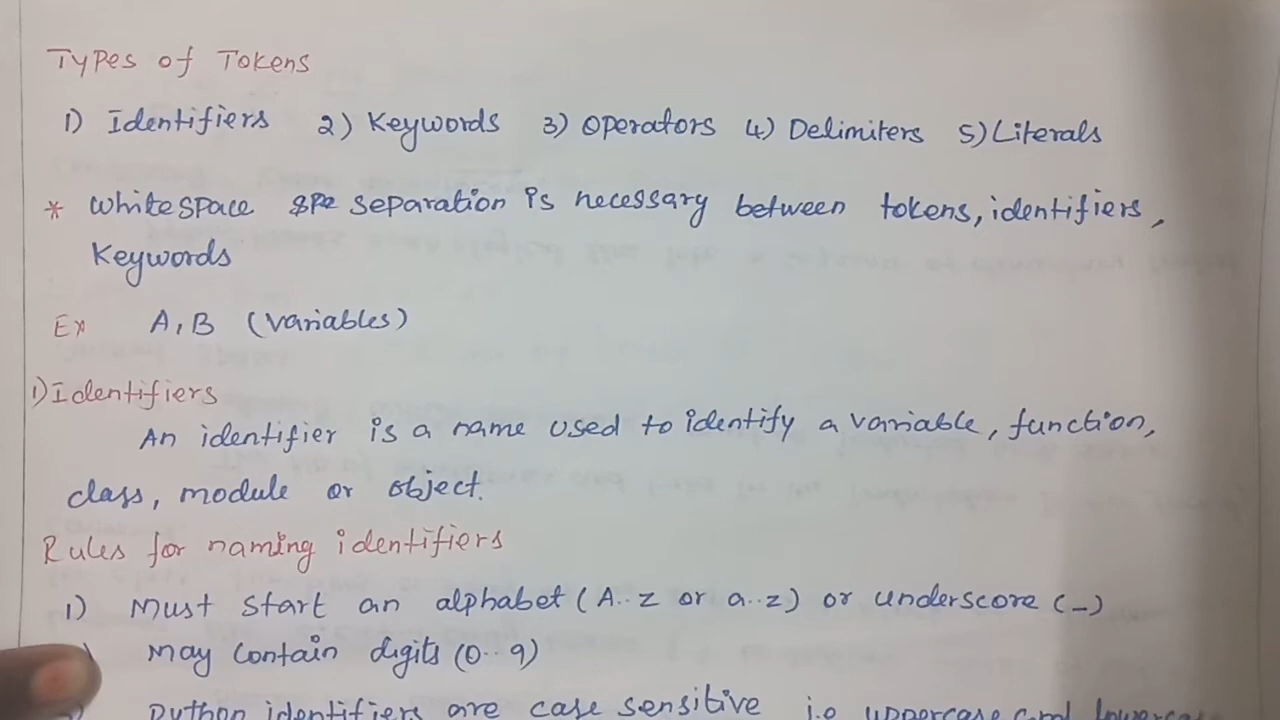 Types of Tokens
1) Identifiers 2) Keywords 3) Operators 4) Delimiters 5) Literals
* Whitespace separation is necessary between tokens, identifiers,
Keywords
Ex A, B (variables)
1) Identifiers
An identifier is a name used to identify a variable, function,
class, module or object.
Rules for naming identifiers
1) Must start an alphabet (A..Z or a..z) or underscore (_)
may contain digits (0..9)
Python identifiers are case sensitive i.e uppercase and lowercase